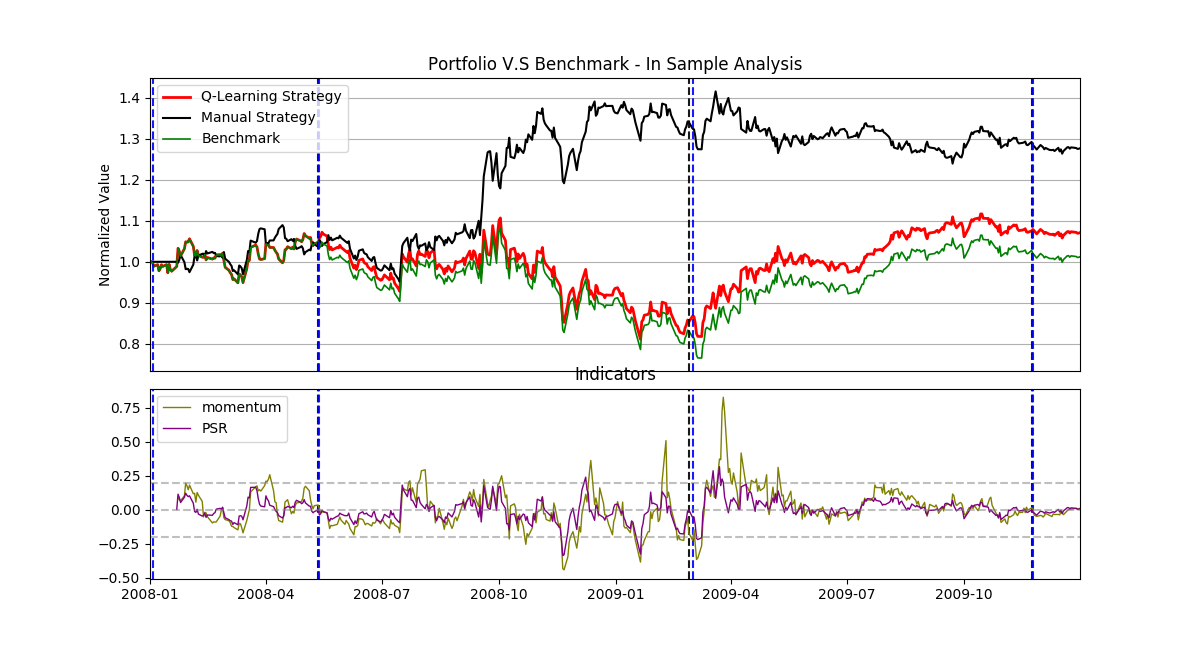 Portfolio V.S Benchmark - In Sample Analysis
Normalized Value
1.4
1.3
1.2
1.1
1.0
0.9
0.8
Q-Learning Strategy
Manual Strategy
Benchmark
Indicators
0.75
0.50
0.25
0.00
−0.25
−0.50
momentum
PSR
2008-01 2008-04 2008-07 2008-10 2009-01 2009-04 2009-07 2009-10